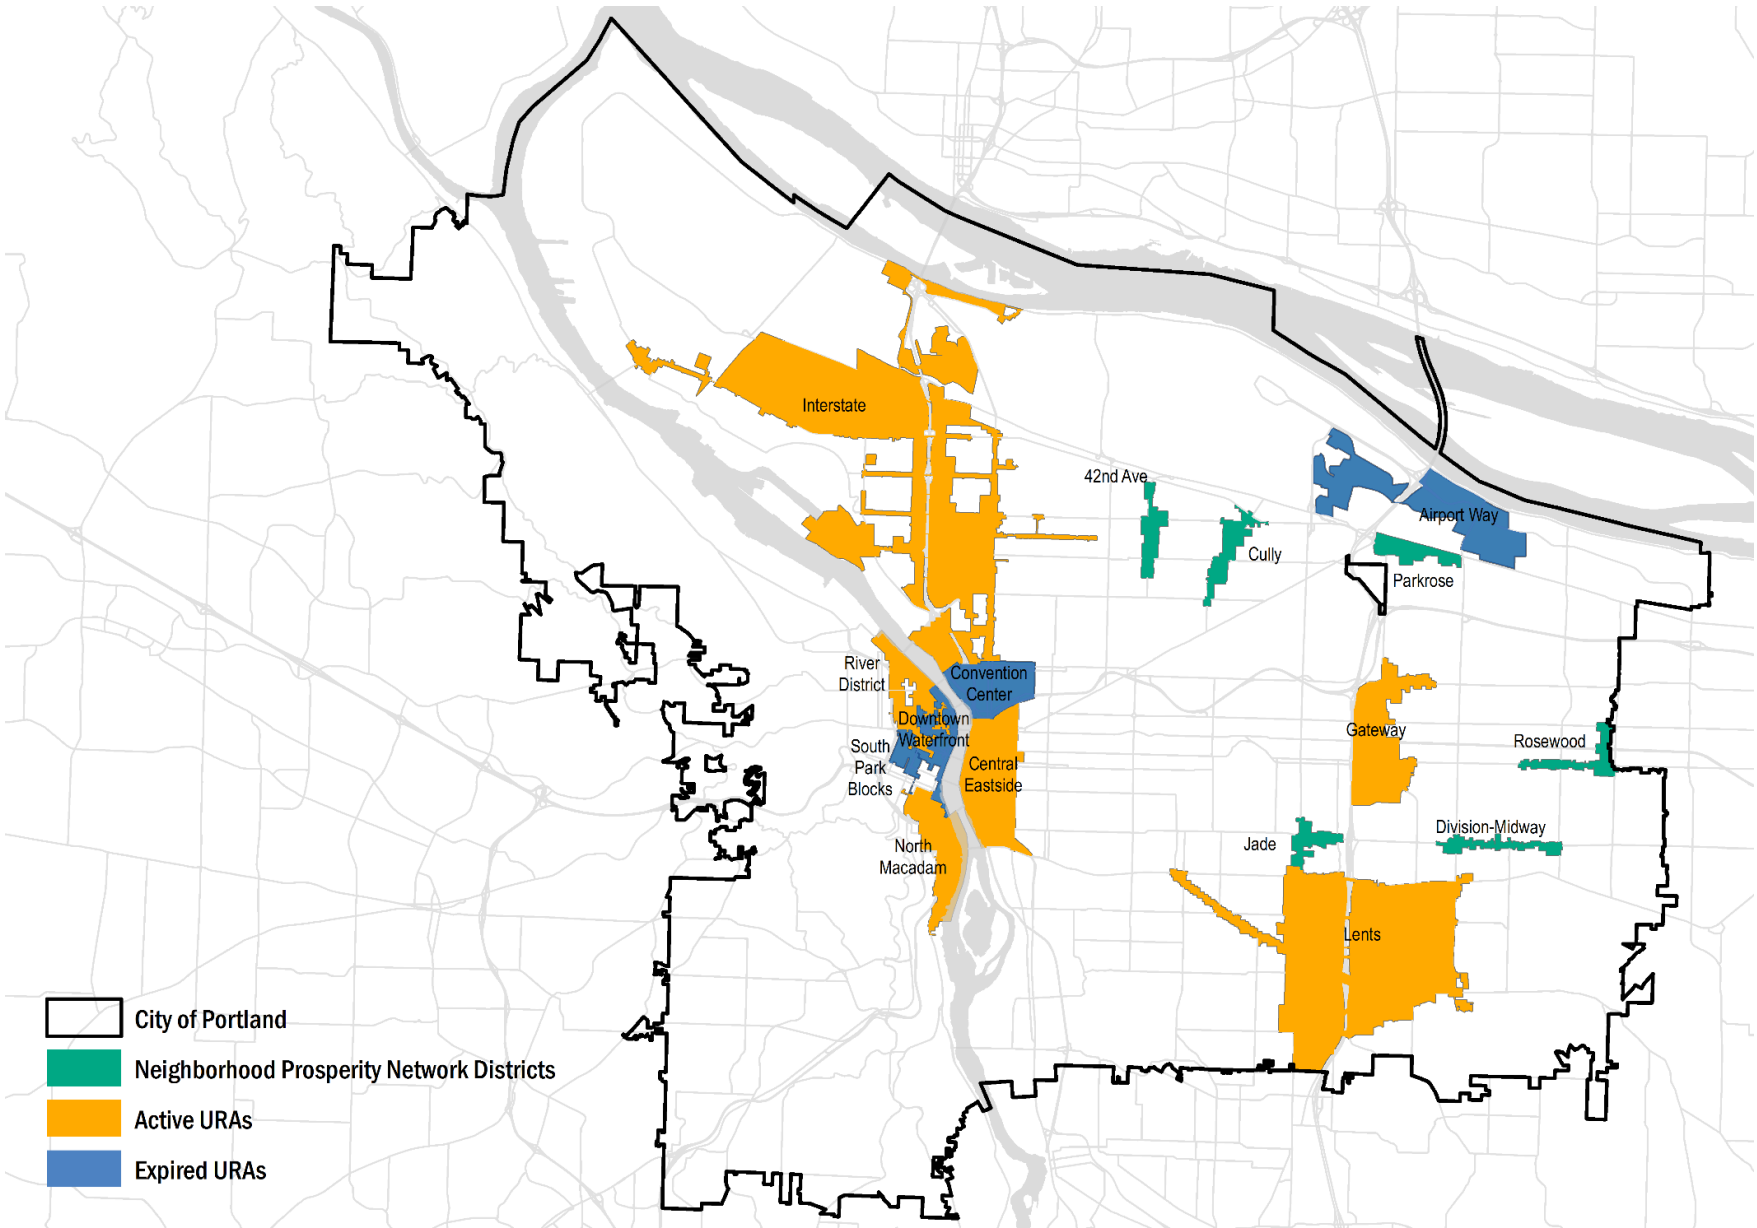 Interstate
42nd Ave
Cully
Airport Way
Parkrose
River
District
Convention
Center
Downtown
Waterfront
South
Park
Blocks
Central
Eastside
North
Macadam
Gateway
Rosewood
Jade
Division-Midway
Lents
City of Portland
Neighborhood Prosperity Network Districts
Active URAs
Expired URAs